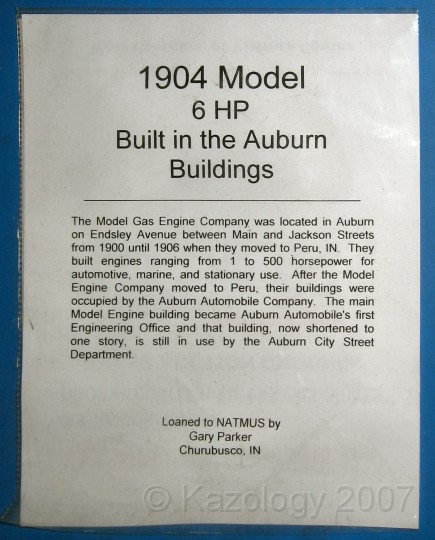 1904 Model
6 HP
Built in the Auburn
Buildings
The Model Gas Engine Company was located in Auburn
on Endsley Avenue between Main and Jackson Streets
from 1900 until 1906 when they moved to Peru, IN. They
built engines ranging from 1 to 500 horsepower for
automotive, marine, and stationary use. After the Model
Engine Company moved to Peru, their buildings were
occupied by the Auburn Automobile Company. The main
Model Engine building became Auburn Automobile's first
Engineering Office and that building, now shortened to
one story, is still in use by the Auburn City Street
Department.
Loaned to NATMUS by
Gary Parker
Churubusco, IN
© Kazology 2007